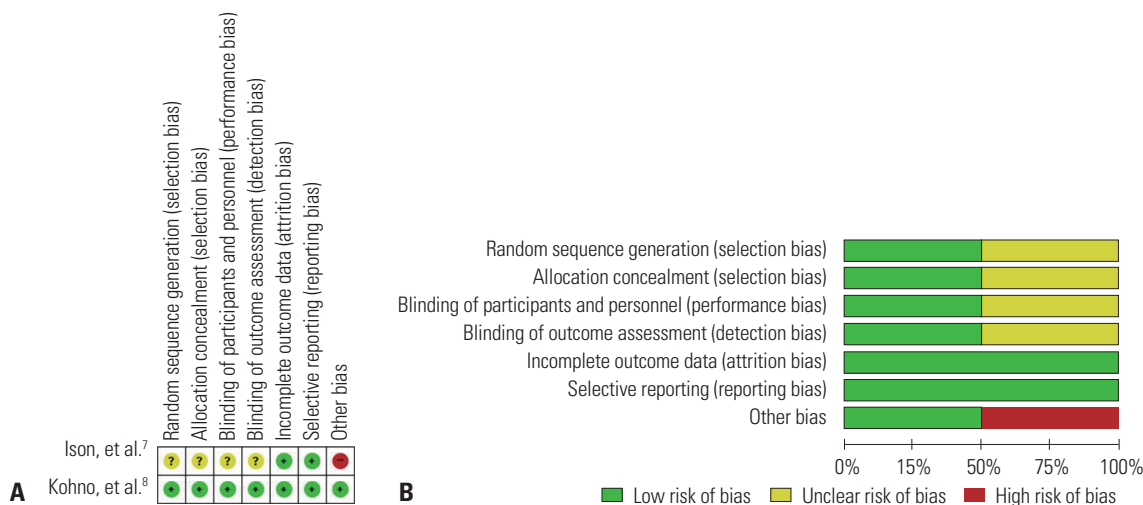 Random sequence generation (selection bias)
Allocation concealment (selection bias)
Blinding of participants and personnel (performance bias)
Blinding of outcome assessment (detection bias)
Incomplete outcome data (attrition bias)
Selective reporting (reporting bias)
Other bias
Ison, et al.⁷
? ? ? ? + + −
Kohno, et al.⁸
+ + + + + + +
A
Random sequence generation (selection bias)
Allocation concealment (selection bias)
Blinding of participants and personnel (performance bias)
Blinding of outcome assessment (detection bias)
Incomplete outcome data (attrition bias)
Selective reporting (reporting bias)
Other bias
0% 15% 50% 75% 100%
B
Low risk of bias Unclear risk of bias High risk of bias